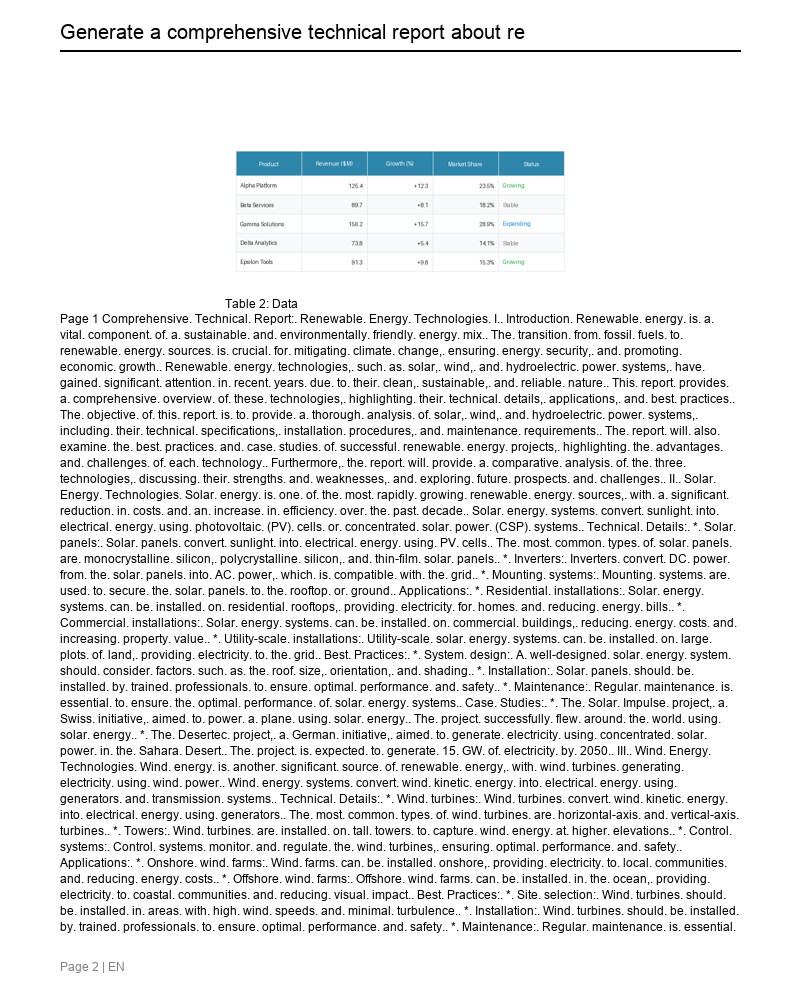 Generate a comprehensive technical report about re
Product Revenue ($M) Growth (%) Market Share Status
Alpha Platform 125.4 +12.3 23.5% Growing
Beta Services 89.7 +8.1 18.2% Stable
Gamma Solutions 156.2 +15.7 28.9% Expanding
Delta Analytics 73.8 +5.4 14.1% Stable
Epsilon Tools 91.3 +9.8 15.3% Growing
Table 2: Data
Page 1 Comprehensive. Technical. Report:. Renewable. Energy. Technologies. I.. Introduction. Renewable. energy. is. a.
vital. component. of. a. sustainable. and. environmentally. friendly. energy. mix.. The. transition. from. fossil. fuels. to.
renewable. energy. sources. is. crucial. for. mitigating. climate. change,. ensuring. energy. security,. and. promoting.
economic. growth.. Renewable. energy. technologies,. such. as. solar,. wind,. and. hydroelectric. power. systems,. have.
gained. significant. attention. in. recent. years. due. to. their. clean,. sustainable,. and. reliable. nature.. This. report. provides.
a. comprehensive. overview. of. these. technologies,. highlighting. their. technical. details,. applications,. and. best. practices..
The. objective. of. this. report. is. to. provide. a. thorough. analysis. of. solar,. wind,. and. hydroelectric. power. systems,.
including. their. technical. specifications,. installation. procedures,. and. maintenance. requirements.. The. report. will. also.
examine. the. best. practices. and. case. studies. of. successful. renewable. energy. projects,. highlighting. the. advantages.
and. challenges. of. each. technology.. Furthermore,. the. report. will. provide. a. comparative. analysis. of. the. three.
technologies,. discussing. their. strengths. and. weaknesses,. and. exploring. future. prospects. and. challenges.. II.. Solar.
Energy. Technologies. Solar. energy. is. one. of. the. most. rapidly. growing. renewable. energy. sources,. with. a. significant.
reduction. in. costs. and. an. increase. in. efficiency. over. the. past. decade.. Solar. energy. systems. convert. sunlight. into.
electrical. energy. using. photovoltaic. (PV). cells. or. concentrated. solar. power. (CSP). systems.. Technical. Details:. *. Solar.
panels:. Solar. panels. convert. sunlight. into. electrical. energy. using. PV. cells.. The. most. common. types. of. solar. panels.
are. monocrystalline. silicon,. polycrystalline. silicon,. and. thin-film. solar. panels.. *. Inverters:. Inverters. convert. DC. power.
from. the. solar. panels. into. AC. power,. which. is. compatible. with. the. grid.. *. Mounting. systems:. Mounting. systems. are.
used. to. secure. the. solar. panels. to. the. rooftop. or. ground.. Applications:. *. Residential. installations:. Solar. energy.
systems. can. be. installed. on. residential. rooftops,. providing. electricity. for. homes. and. reducing. energy. bills.. *.
Commercial. installations:. Solar. energy. systems. can. be. installed. on. commercial. buildings,. reducing. energy. costs. and.
increasing. property. value.. *. Utility-scale. installations:. Utility-scale. solar. energy. systems. can. be. installed. on. large.
plots. of. land,. providing. electricity. to. the. grid.. Best. Practices:. *. System. design:. A. well-designed. solar. energy. system.
should. consider. factors. such. as. the. roof. size,. orientation,. and. shading.. *. Installation:. Solar. panels. should. be.
installed. by. trained. professionals. to. ensure. optimal. performance. and. safety.. *. Maintenance:. Regular. maintenance. is.
essential. to. ensure. the. optimal. performance. of. solar. energy. systems.. Case. Studies:. *. The. Solar. Impulse. project,. a.
Swiss. initiative,. aimed. to. power. a. plane. using. solar. energy.. The. project. successfully. flew. around. the. world. using.
solar. energy.. *. The. Desertec. project,. a. German. initiative,. aimed. to. generate. electricity. using. concentrated. solar.
power. in. the. Sahara. Desert.. The. project. is. expected. to. generate. 15. GW. of. electricity. by. 2050.. III.. Wind. Energy.
Technologies. Wind. energy. is. another. significant. source. of. renewable. energy,. with. wind. turbines. generating.
electricity. using. wind. power.. Wind. energy. systems. convert. wind. kinetic. energy. into. electrical. energy. using.
generators. and. transmission. systems.. Technical. Details:. *. Wind. turbines:. Wind. turbines. convert. wind. kinetic. energy.
into. electrical. energy. using. generators.. The. most. common. types. of. wind. turbines. are. horizontal-axis. and. vertical-axis.
turbines.. *. Towers:. Wind. turbines. are. installed. on. tall. towers. to. capture. wind. energy. at. higher. elevations.. *. Control.
systems:. Control. systems. monitor. and. regulate. the. wind. turbines,. ensuring. optimal. performance. and. safety..
Applications:. *. Onshore. wind. farms:. Wind. farms. can. be. installed. onshore,. providing. electricity. to. local. communities.
and. reducing. energy. costs.. *. Offshore. wind. farms:. Offshore. wind. farms. can. be. installed. in. the. ocean,. providing.
electricity. to. coastal. communities. and. reducing. visual. impact.. Best. Practices:. *. Site. selection:. Wind. turbines. should.
be. installed. in. areas. with. high. wind. speeds. and. minimal. turbulence.. *. Installation:. Wind. turbines. should. be. installed.
by. trained. professionals. to. ensure. optimal. performance. and. safety.. *. Maintenance:. Regular. maintenance. is. essential.
Page 2 | EN